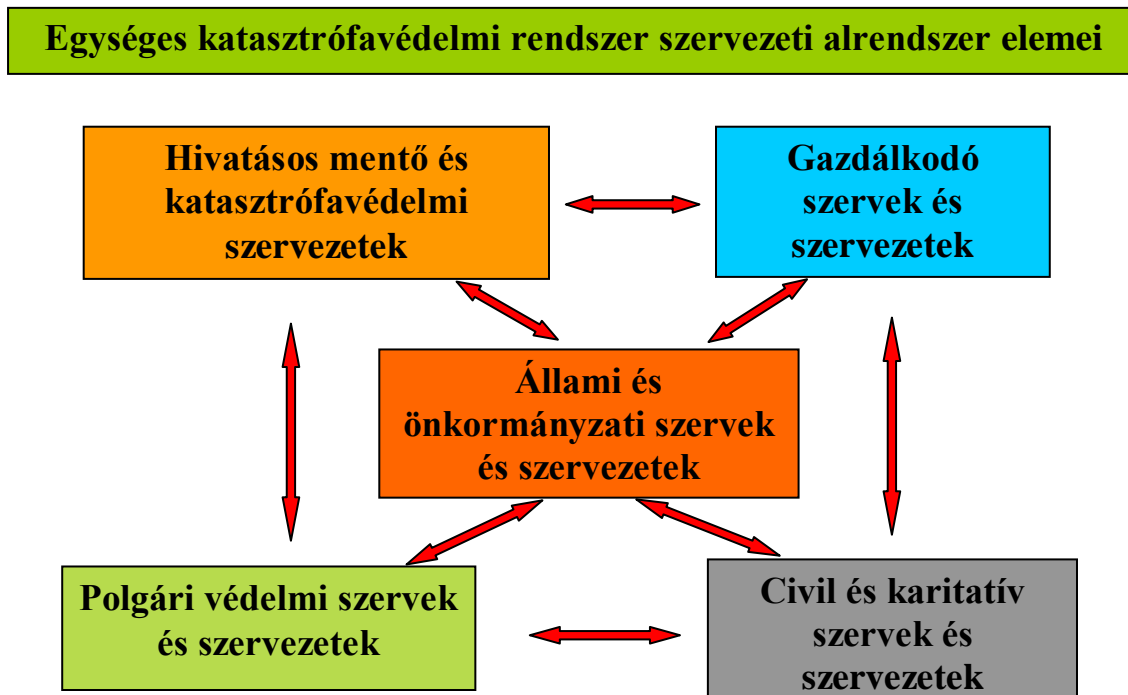 Egységes katasztrófavédelmi rendszer szervezeti alrendszer elemei
Hivatásos mentő és
katasztrófavédelmi
szervezetek
Gazdálkodó
szervek és
szervezetek
Állami és
önkormányzati szervek
és szervezetek
Polgári védelmi szervek
és szervezetek
Civil és karitatív
szervek és
szervezetek